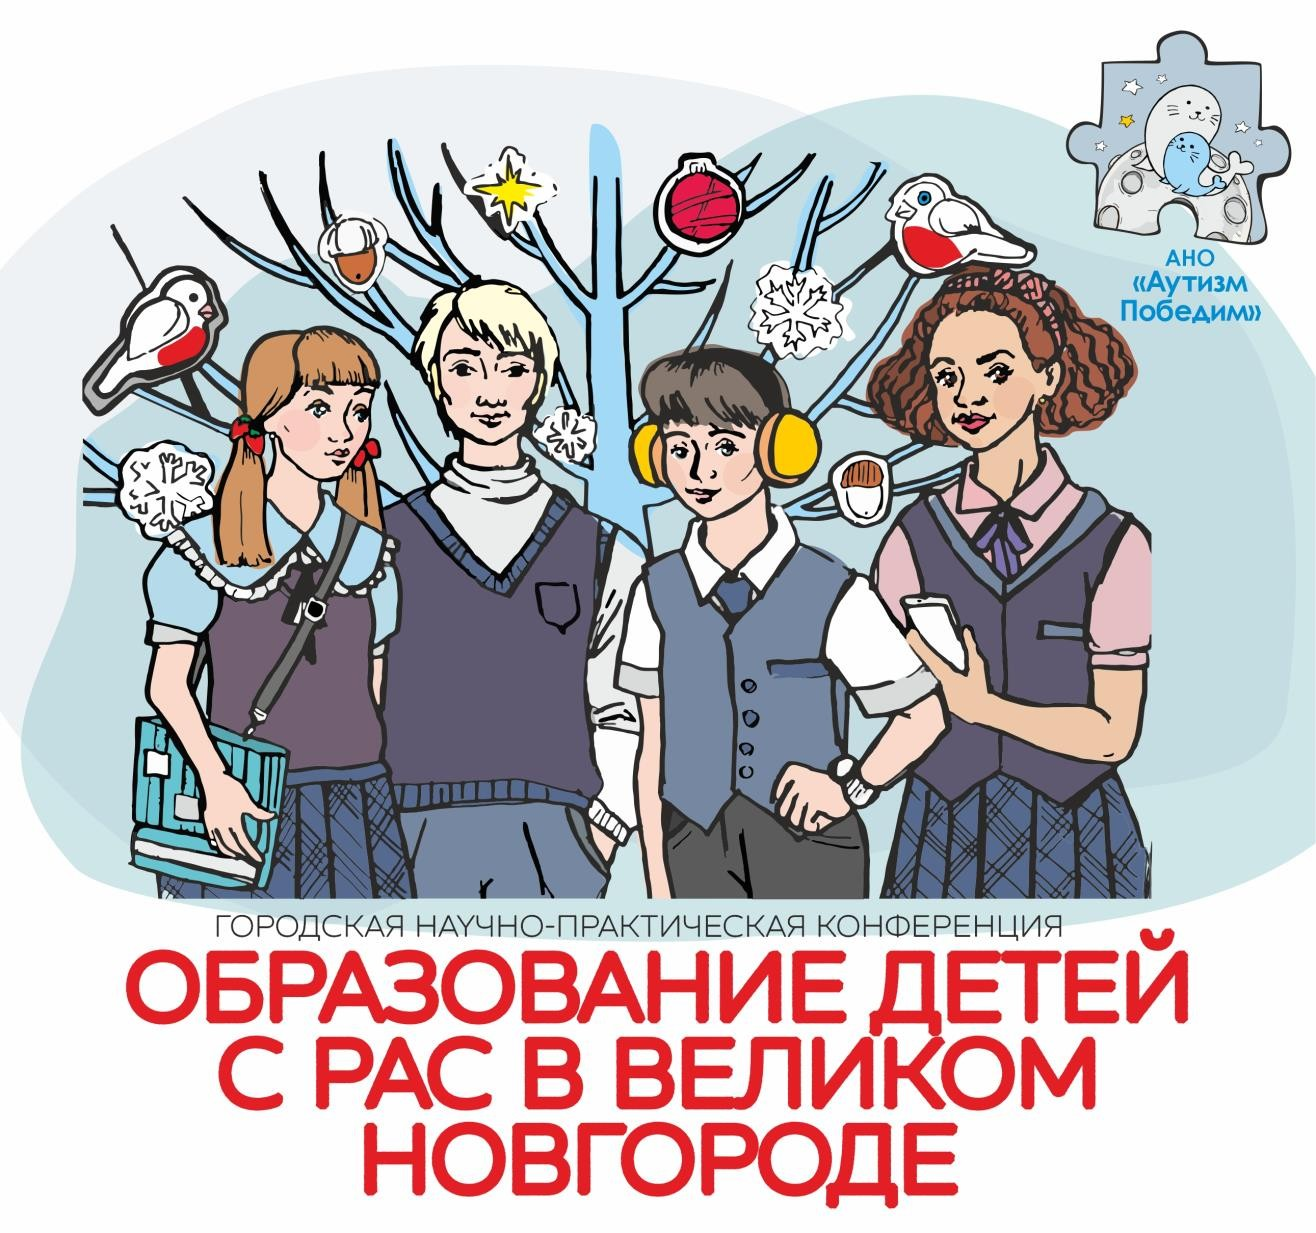 АНО
«Аутизм
Победим»
ГОРОДСКАЯ НАУЧНО-ПРАКТИЧЕСКАЯ КОНФЕРЕНЦИЯ
ОБРАЗОВАНИЕ ДЕТЕЙ
С РАС В ВЕЛИКОМ
НОВГОРОДЕ